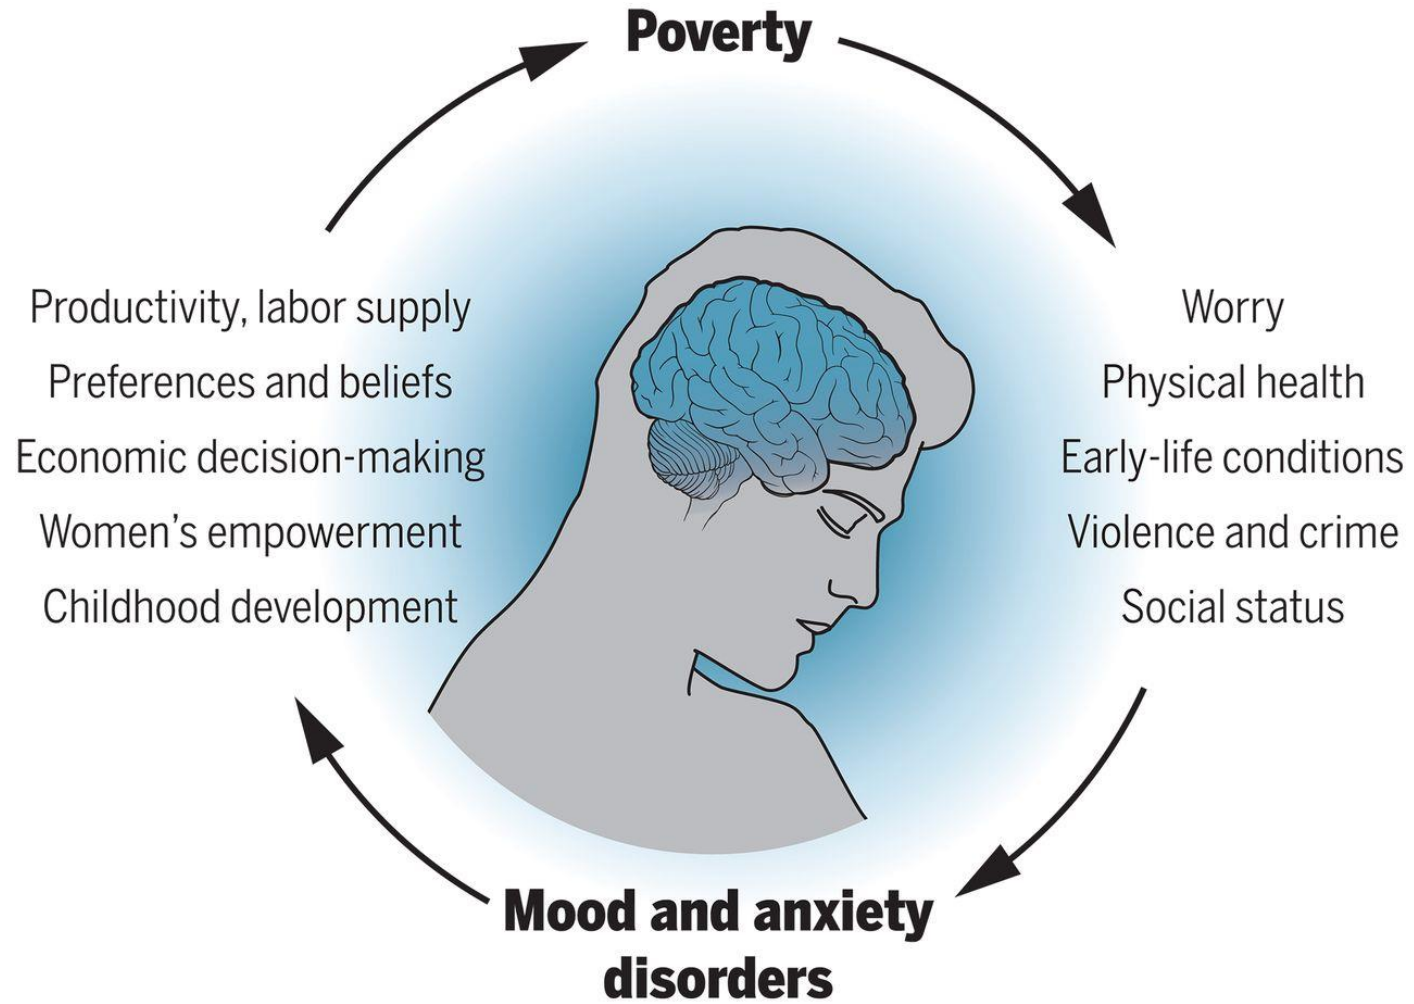 Poverty
Productivity, labor supply
Preferences and beliefs
Economic decision-making
Women’s empowerment
Childhood development
Worry
Physical health
Early-life conditions
Violence and crime
Social status
Mood and anxiety
disorders